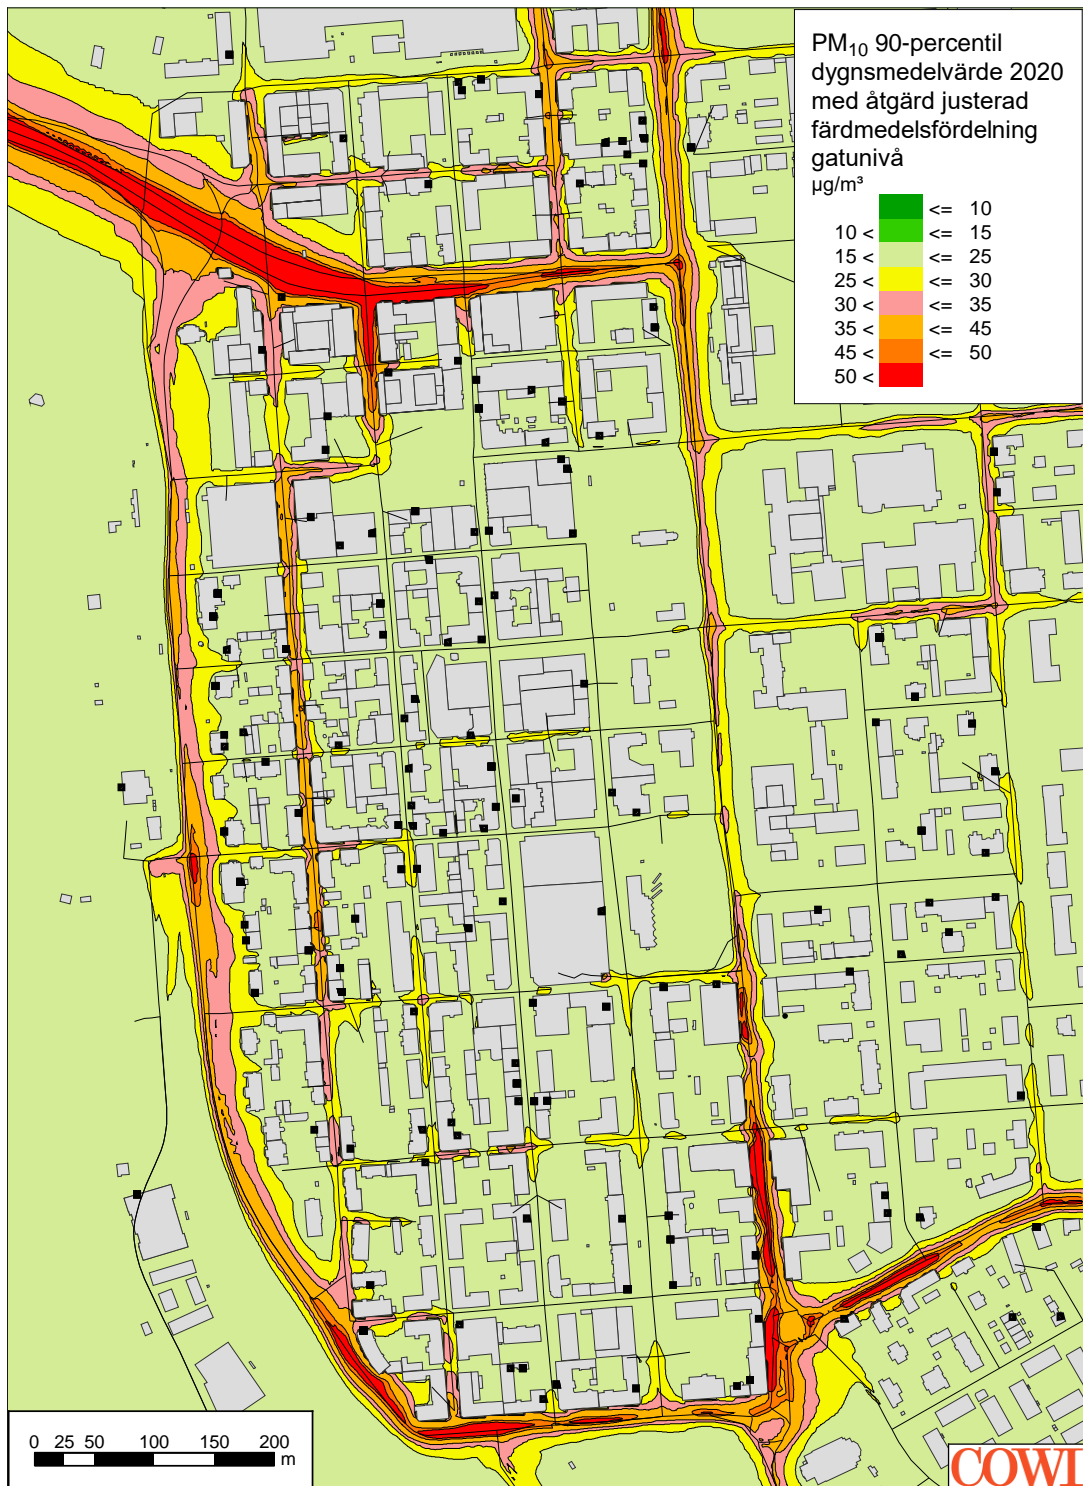 PM₁₀ 90-percentil
dygnsmedelvärde 2020
med åtgärd justerad
färdmedelsfördelning
gatunivå
µg/m³
<= 10
10 < <= 15
15 < <= 25
25 < <= 30
30 < <= 35
35 < <= 45
45 < <= 50
50 <
0 25 50 100 150 200
m
COWI